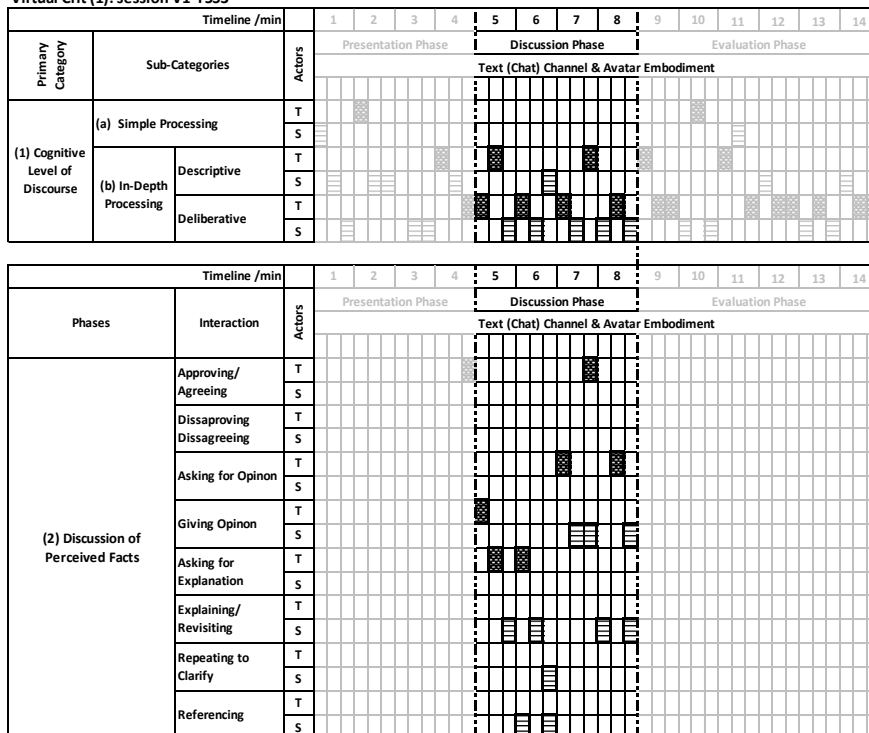 Timeline /min 1 2 3 4 5 6 7 8 9 10 11 12 13 14
Primary Category
Sub-Categories
Actors
Presentation Phase Discussion Phase Evaluation Phase
Text (Chat) Channel & Avatar Embodiment
(1) Cognitive Level of Discourse
(a) Simple Processing
T
S
(b) In-Depth Processing
Descriptive
T
S
Deliberative
T
S
Timeline /min 1 2 3 4 5 6 7 8 9 10 11 12 13 14
Phases
Interaction
Actors
Presentation Phase Discussion Phase Evaluation Phase
Text (Chat) Channel & Avatar Embodiment
(2) Discussion of Perceived Facts
Approving/ Agreeing
T
S
Dissaproving Dissagreeing
T
S
Asking for Opinon
T
S
Giving Opinon
T
S
Asking for Explanation
T
S
Explaining/ Revisiting
T
S
Repeating to Clarify
T
S
Referencing
T
S